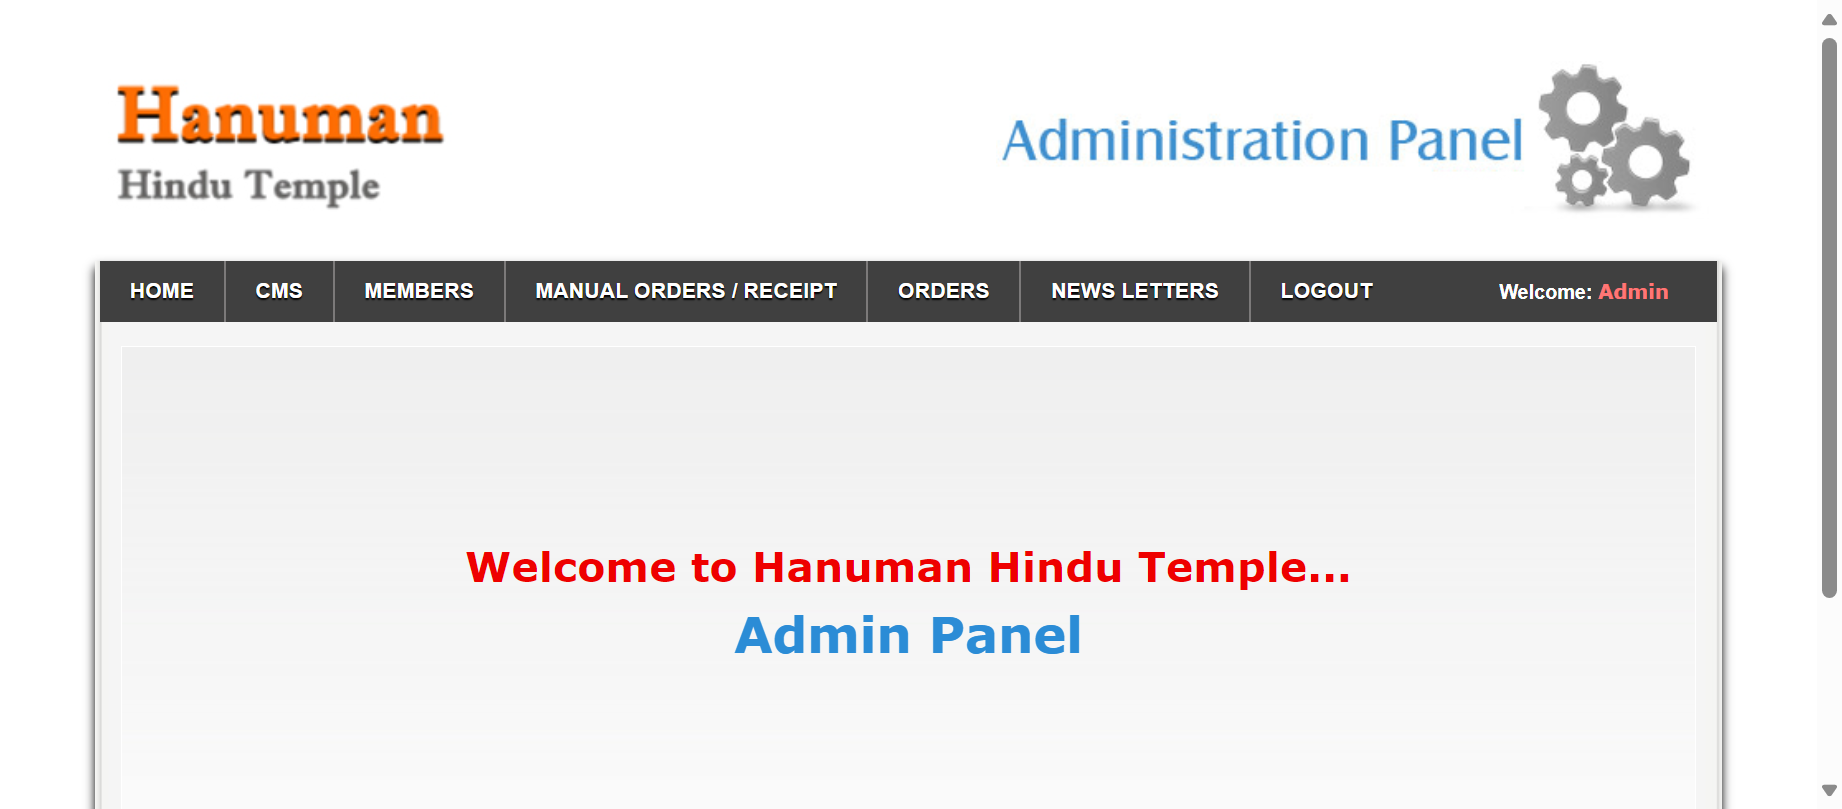 Hanuman
Hindu Temple
Administration Panel
HOME CMS MEMBERS MANUAL ORDERS / RECEIPT ORDERS NEWS LETTERS LOGOUT Welcome: Admin
Welcome to Hanuman Hindu Temple...
Admin Panel